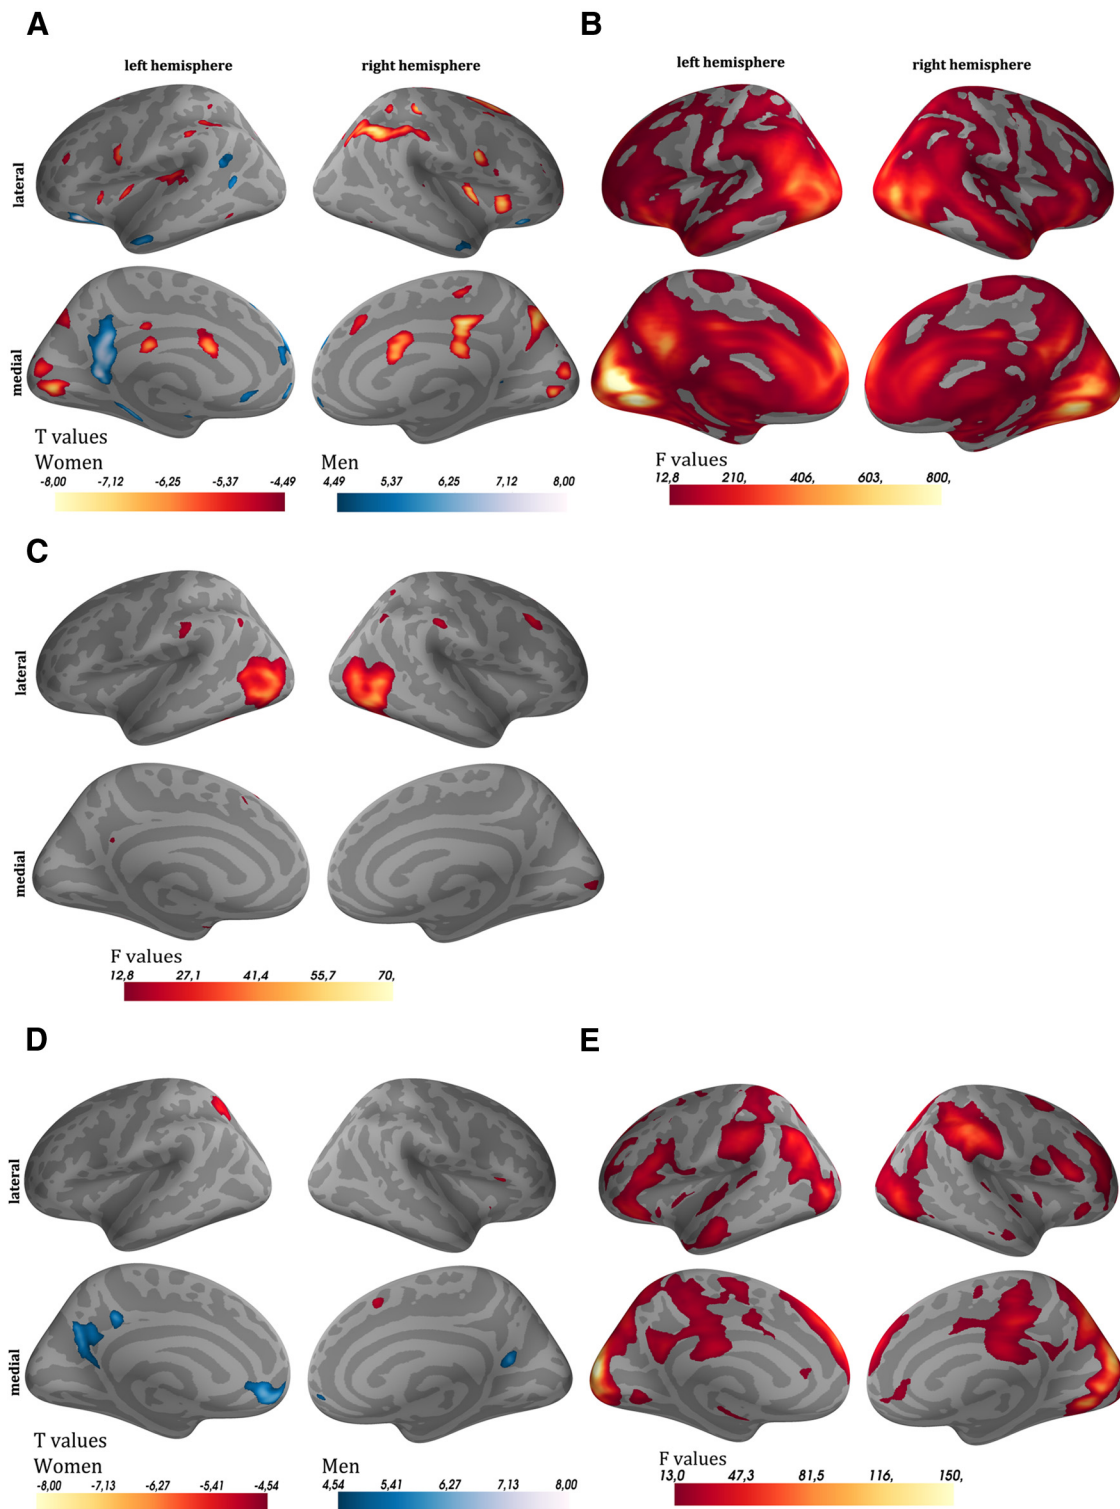 A
B
left hemisphere
right hemisphere
left hemisphere
right hemisphere
lateral
medial
T values
Women
Men
-8,00 -7,12 -6,25 -5,37 -4,49
4,49 5,37 6,25 7,12 8,00
F values
12,8 210, 406, 603, 800,
C
lateral
medial
F values
12,8 27,1 41,4 55,7 70,
D
E
lateral
medial
T values
Women
Men
-8,00 -7,13 -6,27 -5,41 -4,54
4,54 5,41 6,27 7,13 8,00
F values
13,0 47,3 81,5 116, 150,